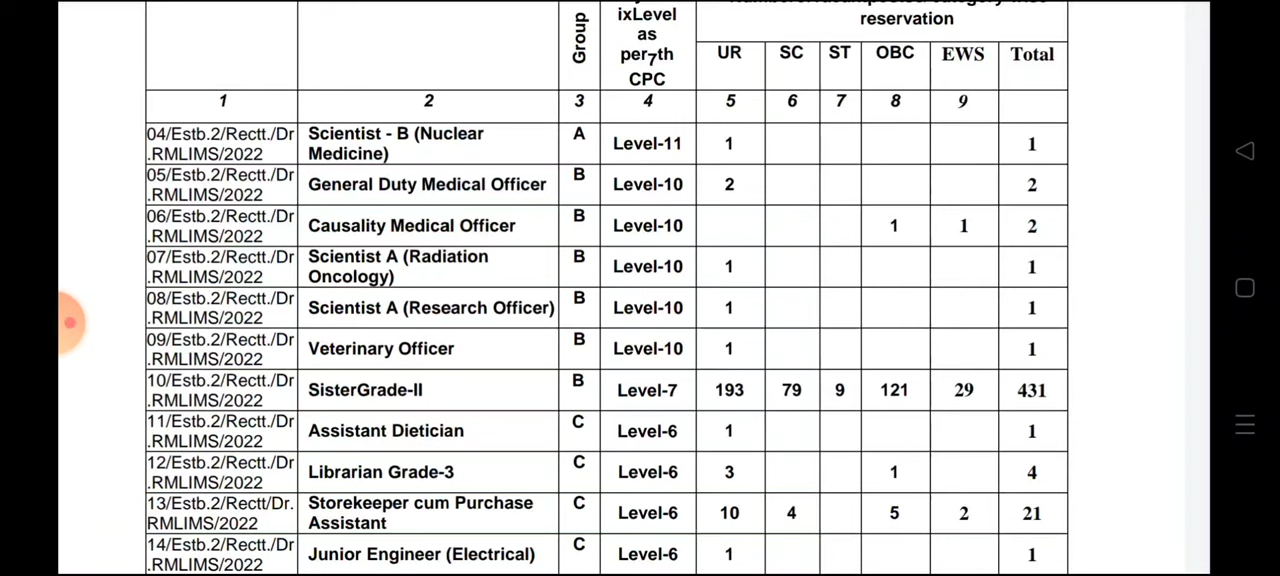 ixLevel
as
per7th
CPC
Group
reservation
UR SC ST OBC EWS Total
1 2 3 4 5 6 7 8 9
04/Estb.2/Rectt./Dr
.RMLIMS/2022
Scientist - B (Nuclear
Medicine)
A Level-11 1 1
05/Estb.2/Rectt./Dr
.RMLIMS/2022
General Duty Medical Officer B Level-10 2 2
06/Estb.2/Rectt./Dr
.RMLIMS/2022
Causality Medical Officer B Level-10 1 1 2
07/Estb.2/Rectt./Dr
.RMLIMS/2022
Scientist A (Radiation
Oncology)
B Level-10 1 1
08/Estb.2/Rectt./Dr
.RMLIMS/2022
Scientist A (Research Officer) B Level-10 1 1
09/Estb.2/Rectt./Dr
.RMLIMS/2022
Veterinary Officer B Level-10 1 1
10/Estb.2/Rectt./Dr
.RMLIMS/2022
SisterGrade-II B Level-7 193 79 9 121 29 431
11/Estb.2/Rectt./Dr
.RMLIMS/2022
Assistant Dietician C Level-6 1 1
12/Estb.2/Rectt./Dr
.RMLIMS/2022
Librarian Grade-3 C Level-6 3 1 4
13/Estb.2/Rectt/Dr.
RMLIMS/2022
Storekeeper cum Purchase
Assistant
C Level-6 10 4 5 2 21
14/Estb.2/Rectt./Dr
.RMLIMS/2022
Junior Engineer (Electrical) C Level-6 1 1